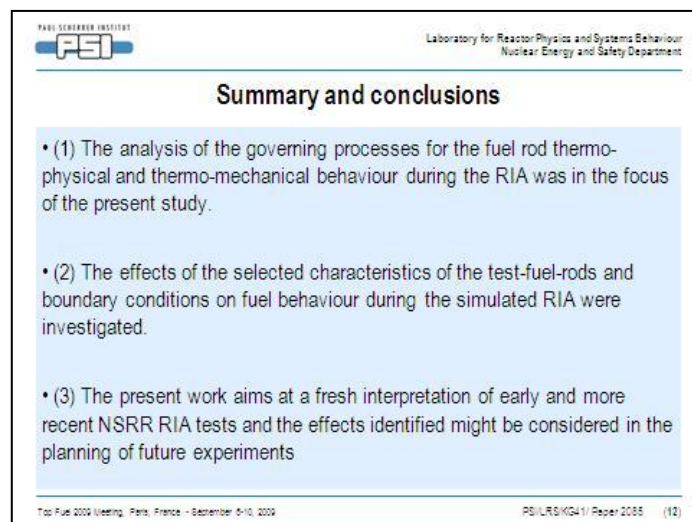 PAUL SCHERRER INSTITUT
PSI
Laboratory for Reactor Physics and Systems Behaviour
Nuclear Energy and Safety Department
Summary and conclusions
• (1) The analysis of the governing processes for the fuel rod thermo-
physical and thermo-mechanical behaviour during the RIA was in the focus
of the present study.
• (2) The effects of the selected characteristics of the test-fuel-rods and
boundary conditions on fuel behaviour during the simulated RIA were
investigated.
• (3) The present work aims at a fresh interpretation of early and more
recent NSRR RIA tests and the effects identified might be considered in the
planning of future experiments
Top Fuel 2009 Meeting, Paris, France - September 6-10, 2009
PSI/LRS/KG41/ Paper 2085 (12)